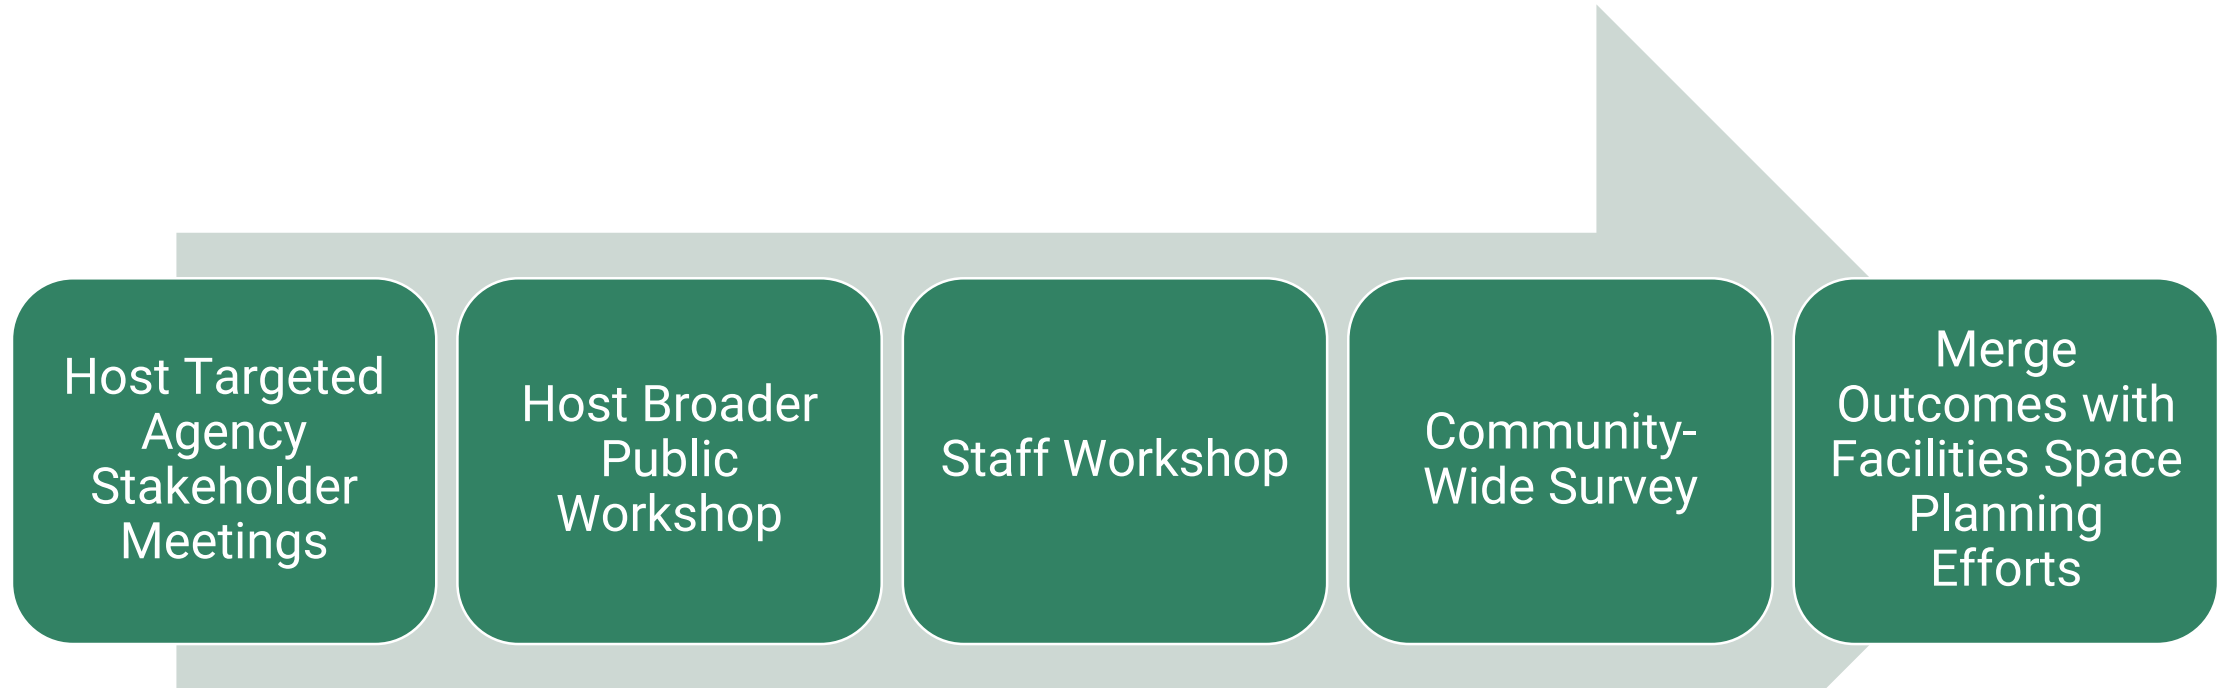 Host Targeted
Agency
Stakeholder
Meetings
Host Broader
Public
Workshop
Staff Workshop
Community-
Wide Survey
Merge
Outcomes with
Facilities Space
Planning
Efforts